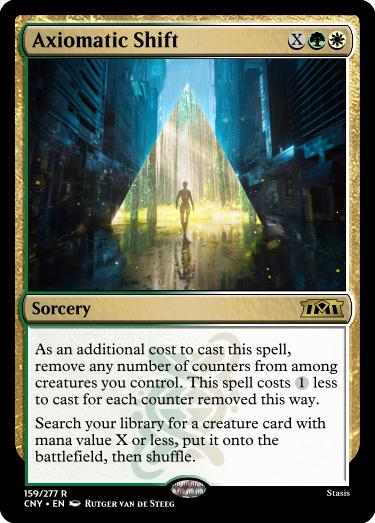 Axiomatic Shift X
Sorcery
As an additional cost to cast this spell,
remove any number of counters from among
creatures you control. This spell costs 1 less
to cast for each counter removed this way.
Search your library for a creature card with
mana value X or less, put it onto the
battlefield, then shuffle.
159/277 R
Stasis
CNY • EN RUTGER VAN DE STEEG